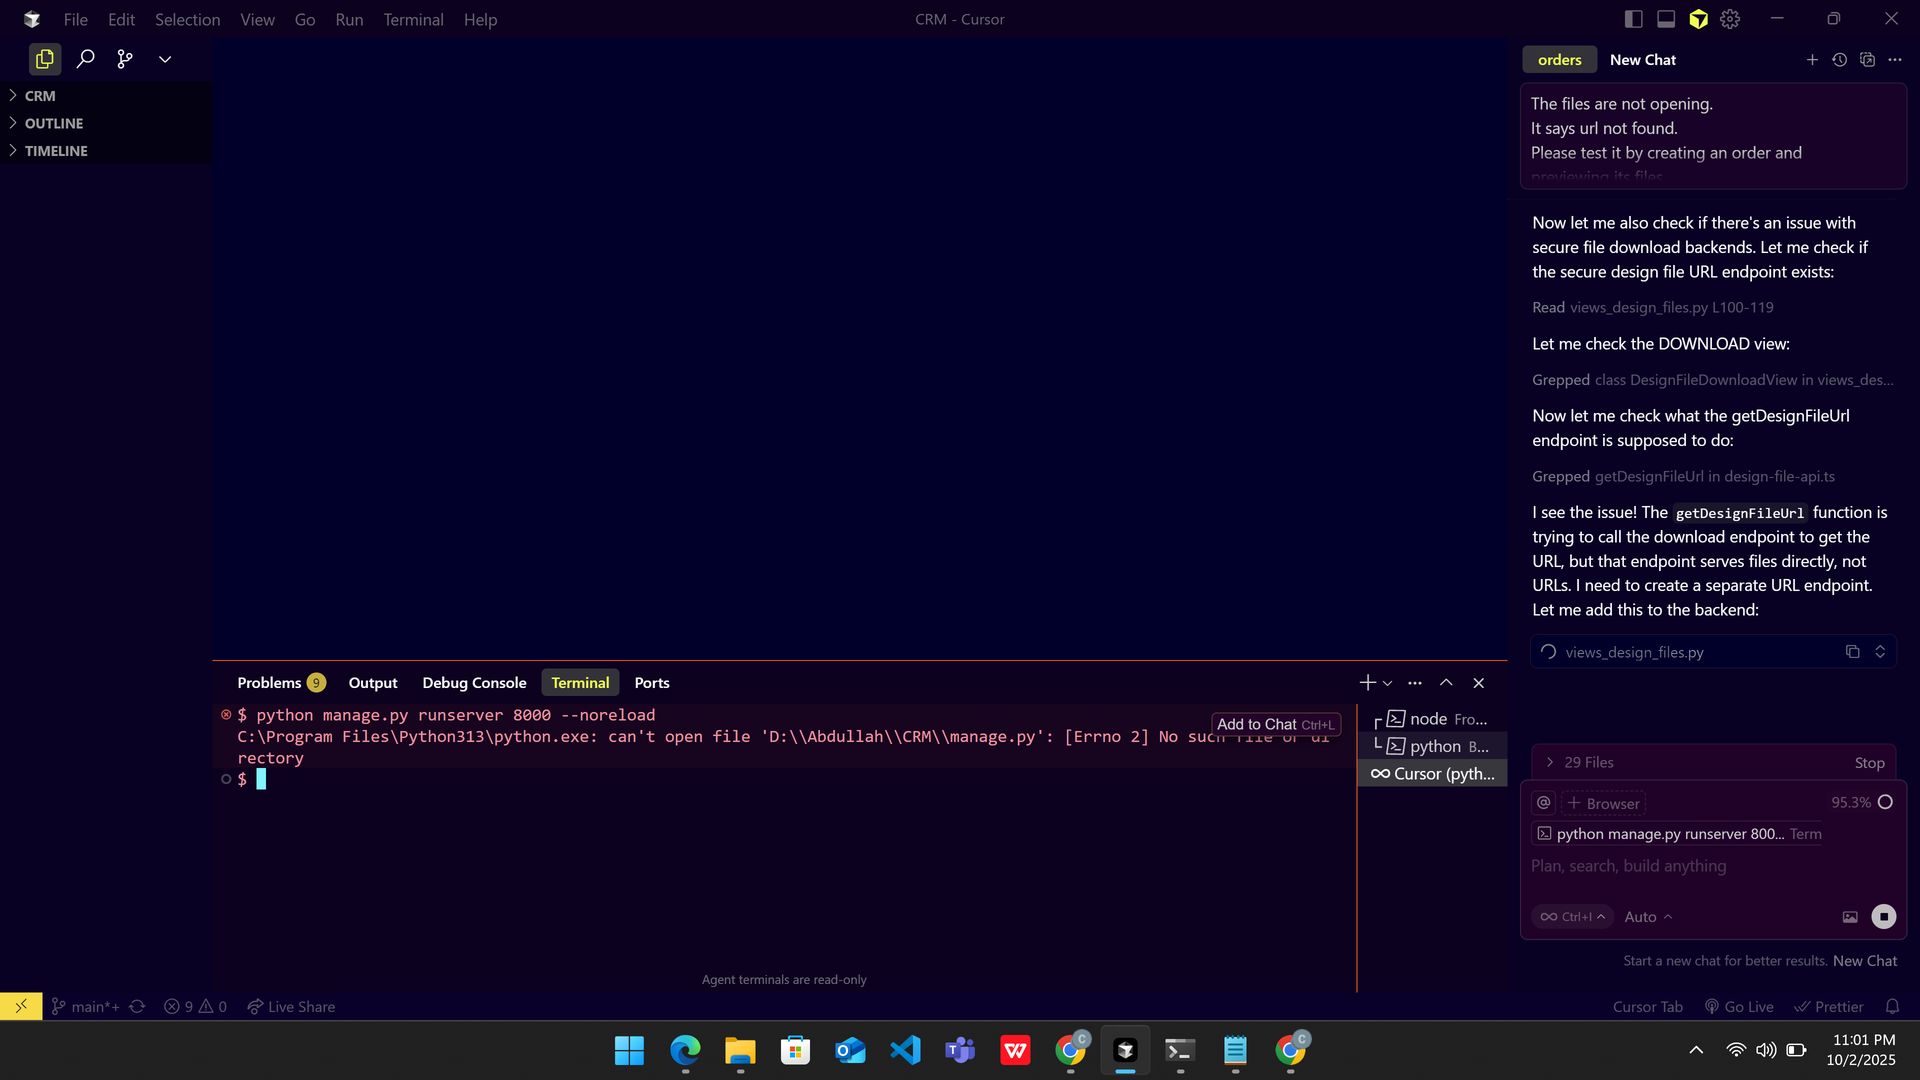 File Edit Selection View Go Run Terminal Help
CRM - Cursor
CRM
OUTLINE
TIMELINE
orders New Chat
The files are not opening.
It says url not found.
Please test it by creating an order and
previewing its files
Now let me also check if there's an issue with
secure file download backends. Let me check if
the secure design file URL endpoint exists:
Read views_design_files.py L100-119
Let me check the DOWNLOAD view:
Grepped class DesignFileDownloadView in views_des...
Now let me check what the getDesignFileUrl
endpoint is supposed to do:
Grepped getDesignFileUrl in design-file-api.ts
I see the issue! The getDesignFileUrl function is
trying to call the download endpoint to get the
URL, but that endpoint serves files directly, not
URLs. I need to create a separate URL endpoint.
Let me add this to the backend:
views_design_files.py
29 Files Stop
@ + Browser 95.3%
python manage.py runserver 800... Term
Plan, search, build anything
Ctrl+I Auto
Start a new chat for better results. New Chat
Problems 9 Output Debug Console Terminal Ports
$ python manage.py runserver 8000 --noreload
Add to Chat Ctrl+L
C:\Program Files\Python313\python.exe: can't open file 'D:\\Abdullah\\CRM\\manage.py': [Errno 2] No such file or di
rectory
$
node Fro...
python B...
Cursor (pyth...
Agent terminals are read-only
main*+ 9 0 Live Share
Cursor Tab Go Live Prettier
11:01 PM
10/2/2025